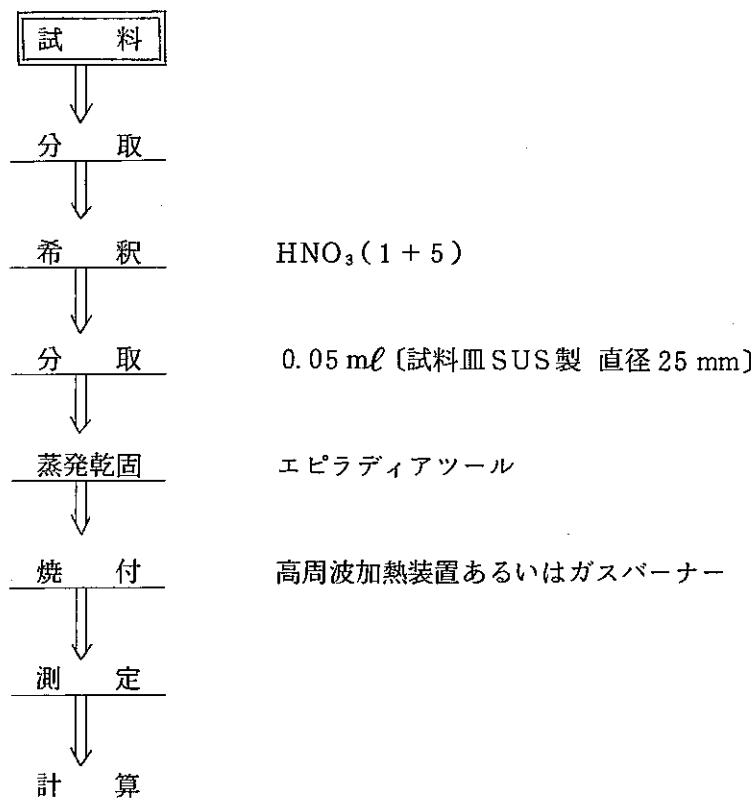 試料
分取
希釈 HNO₃(1+5)
分取 0.05 mℓ〔試料皿SUS製 直径25 mm〕
蒸発乾固 エピラディアツール
焼付 高周波加熱装置あるいはガスバーナー
測定
計算